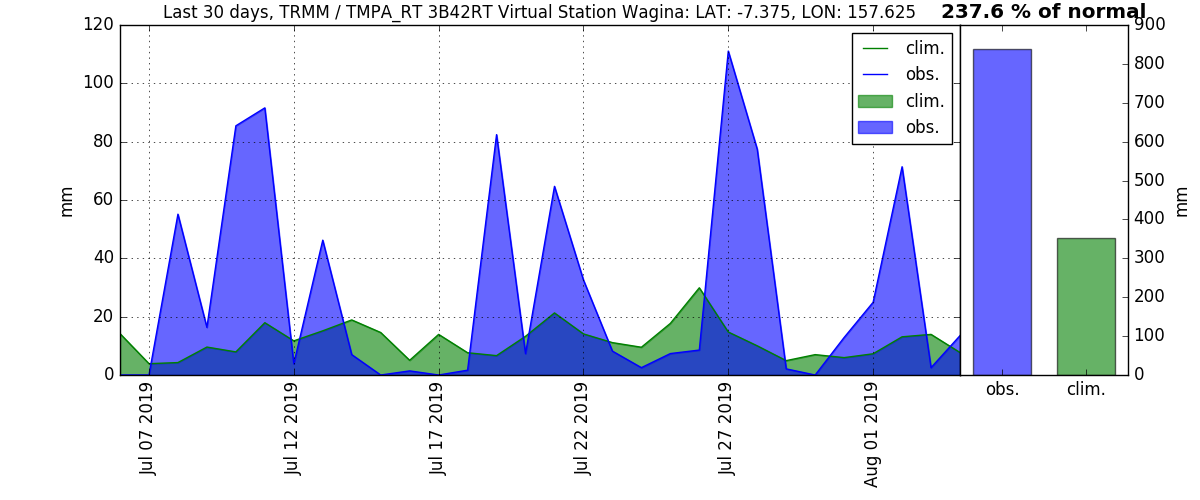 Last 30 days, TRMM / TMPA_RT 3B42RT Virtual Station Wagina: LAT: -7.375, LON: 157.625
237.6 % of normal
120
100
80
60
40
20
0
mm
clim.
obs.
clim.
obs.
900
800
700
600
500
400
300
200
100
0
mm
Jul 07 2019
Jul 12 2019
Jul 17 2019
Jul 22 2019
Jul 27 2019
Aug 01 2019
obs.
clim.